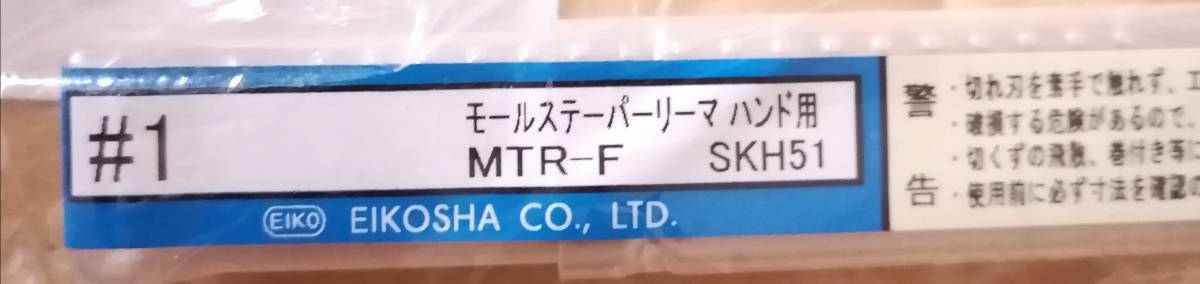 #1
モールステーパーリーマ ハンド用
MTR-F SKH51
EIKO EIKOSHA CO., LTD.
警告
・切れ刃を素手で触れず、工
・破損する危険があるので、
・切くずの飛散、巻付き等に
・使用前に必ず寸法を確認の